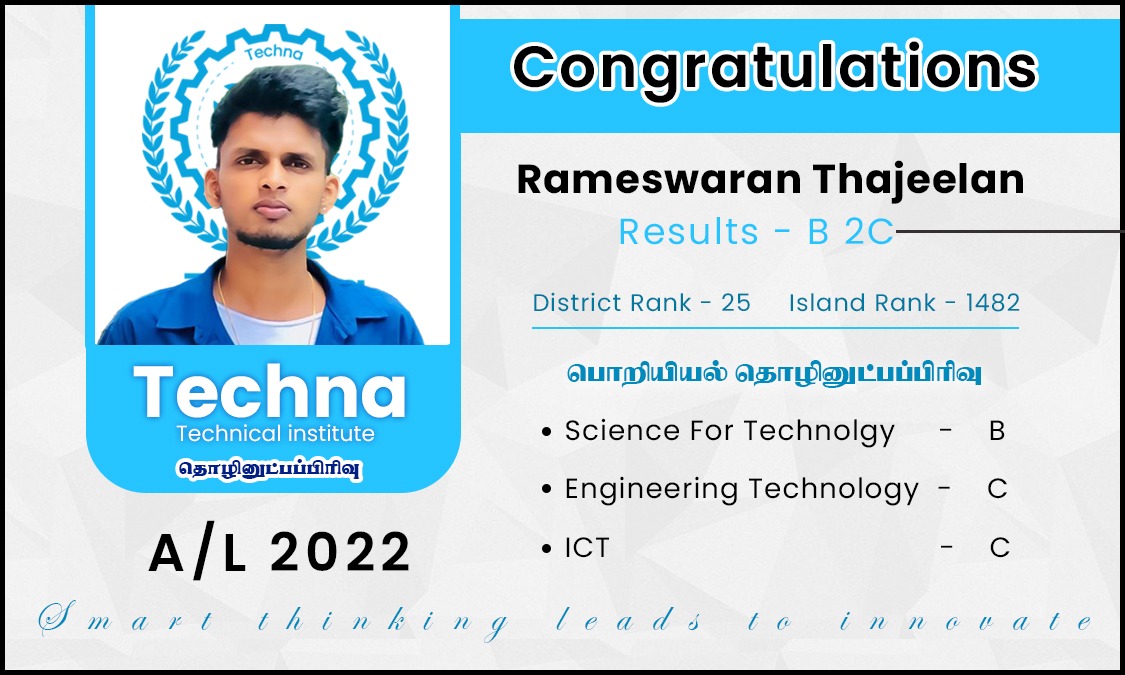 Techna
Congratulations
Rameswaran Thajeelan
Results - B 2C
District Rank - 25 Island Rank - 1482
பொறியியல் தொழினுட்பப்பிரிவு
• Science For Technolgy - B
• Engineering Technology - C
• ICT - C
Techna
Technical institute
தொழினுட்பப்பிரிவு
A/L 2022
Smart thinking leads to innovate